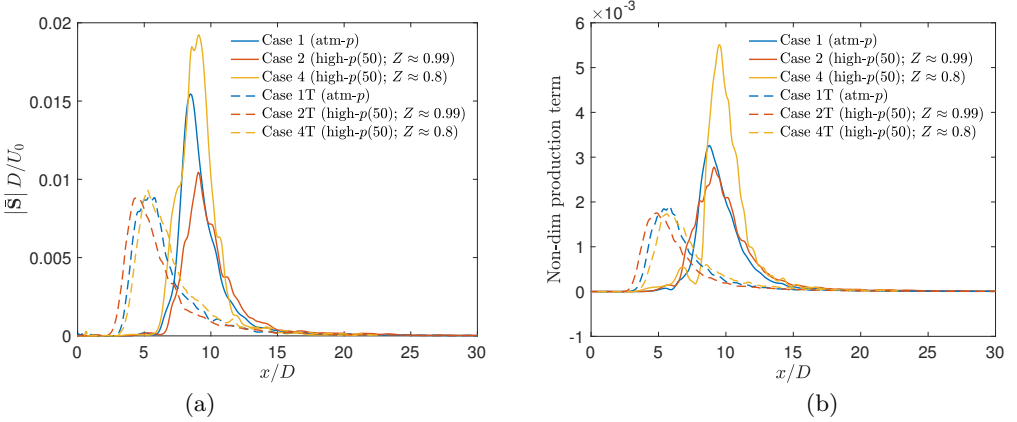 0.02
0.015
0.01
0.005
0
|S̄| D/U₀
Case 1 (atm-p)
Case 2 (high-p(50); Z ≈ 0.99)
Case 4 (high-p(50); Z ≈ 0.8)
Case 1T (atm-p)
Case 2T (high-p(50); Z ≈ 0.99)
Case 4T (high-p(50); Z ≈ 0.8)
0 5 10 15 20 25 30
x/D
(a)
×10⁻³
6
5
4
3
2
1
0
-1
Non-dim production term
Case 1 (atm-p)
Case 2 (high-p(50); Z ≈ 0.99)
Case 4 (high-p(50); Z ≈ 0.8)
Case 1T (atm-p)
Case 2T (high-p(50); Z ≈ 0.99)
Case 4T (high-p(50); Z ≈ 0.8)
0 5 10 15 20 25 30
x/D
(b)